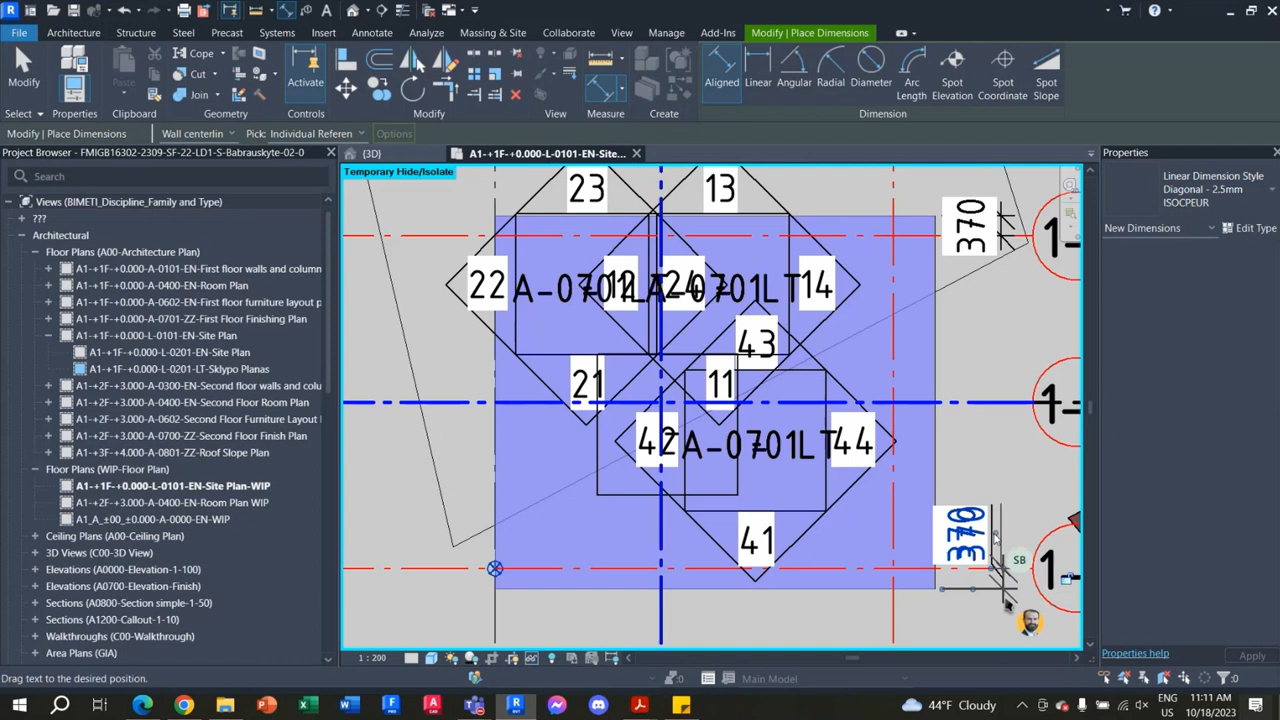 File
Architecture
Structure
Steel
Precast
Systems
Insert
Annotate
Analyze
Massing & Site
Collaborate
View
Manage
Add-Ins
Modify | Place Dimensions
Modify
Paste
Cope
Cut
Join
Activate
Aligned
Linear
Angular
Radial
Diameter
Arc
Length
Spot
Elevation
Spot
Coordinate
Spot
Slope
Select
Properties
Clipboard
Geometry
Controls
Modify
View
Measure
Create
Dimension
Modify | Place Dimensions
Wall centerlin
Pick: Individual Referen
Options
Project Browser - FMIGB16302-2309-SF-22-LD1-S-Babrauskyte-02-0
{3D}
A1-+1F-+0.000-L-0101-EN-Site...
Properties
Search
Views (BIMETI_Discipline_Family and Type)
???
Architectural
Floor Plans (A00-Architecture Plan)
A1-+1F-+0.000-A-0101-EN-First floor walls and column
A1-+1F-+0.000-A-0400-EN-Room Plan
A1-+1F-+0.000-A-0602-EN-First floor furniture layout p
A1-+1F-+0.000-A-0701-ZZ-First Floor Finishing Plan
A1-+1F-+0.000-L-0101-EN-Site Plan
A1-+1F-+0.000-L-0201-EN-Site Plan
A1-+1F-+0.000-L-0201-LT-Sklypo Planas
A1-+2F-+3.000-A-0300-EN-Second floor walls and colu
A1-+2F-+3.000-A-0400-EN-Second Floor Room Plan
A1-+2F-+3.000-A-0602-EN-Second Floor Furniture Layout
A1-+2F-+3.000-A-0700-ZZ-Second Floor Finish Plan
A1-+4F-+3.000-A-0801-ZZ-Roof Slope Plan
Floor Plans (WIP-Floor Plan)
A1-+1F-+0.000-L-0101-EN-Site Plan-WIP
A1-+2F-+3.000-A-0400-EN-Room Plan WIP
A1_A_±00_±0.000-A-0000-EN-WIP
Ceiling Plans (C04-Ceiling Plan)
3D Views (C00-3D)
Elevations (A0000-Elevation-1-100)
Elevations (A0700-Elevation-Finish)
Sections (A0800-Section simple-1-50)
Sections (A1200-Callout-1-10)
Walkthroughs (C00-Walkthrough)
Area Plans (GIA)
Temporary Hide/Isolate
23
13
370
22
12
24
14
43
21
11
42
A-0701LT
44
41
370
SB
1-
1-
1-
Linear Dimension Style
Diagonal - 2.5mm
ISOCPEUR
New Dimensions
Edit Type
Properties help
Apply
1 : 200
Drag text to the desired position.
:0
Main Model
:0
44°F Cloudy
ENG
US
11:11 AM
10/18/2023